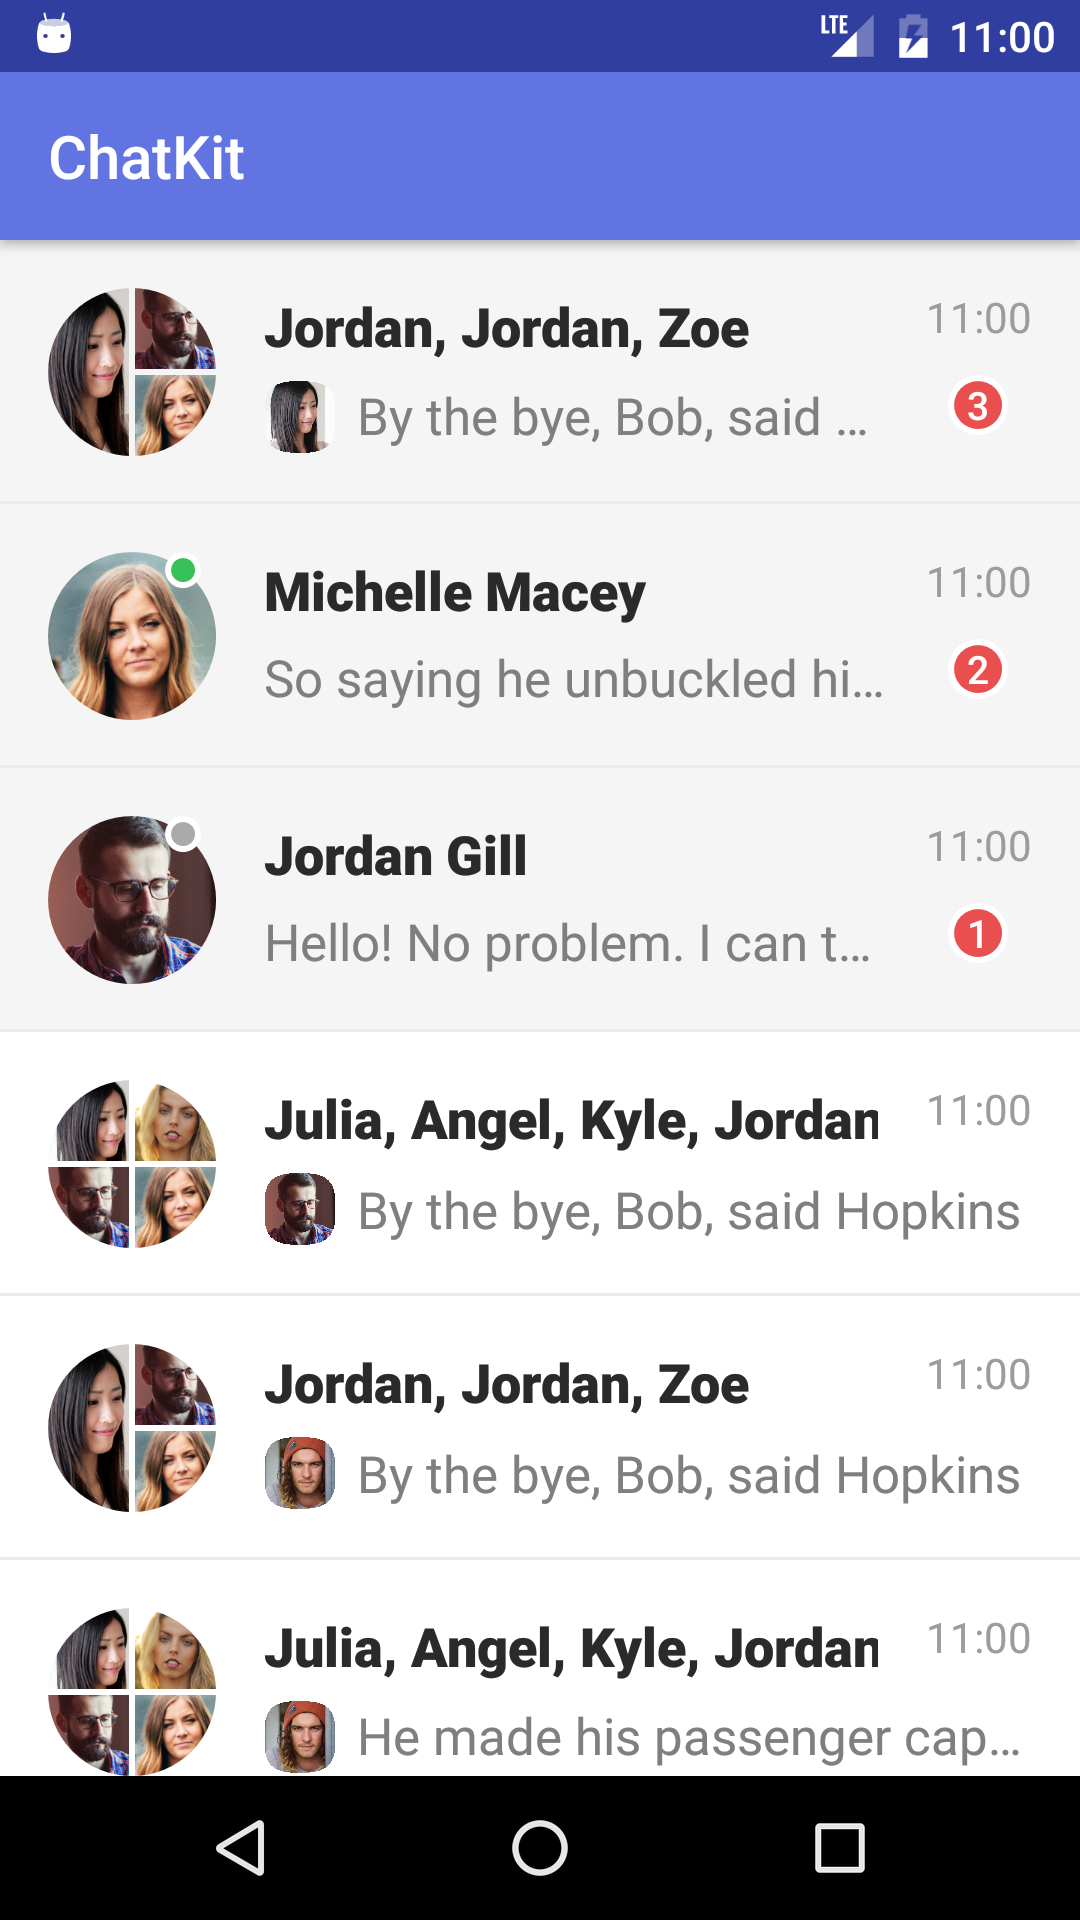 LTE 11:00
ChatKit
Jordan, Jordan, Zoe 11:00
By the bye, Bob, said ... 3
Michelle Macey 11:00
So saying he unbuckled hi... 2
Jordan Gill 11:00
Hello! No problem. I can t... 1
Julia, Angel, Kyle, Jordan 11:00
By the bye, Bob, said Hopkins
Jordan, Jordan, Zoe 11:00
By the bye, Bob, said Hopkins
Julia, Angel, Kyle, Jordan 11:00
He made his passenger cap...